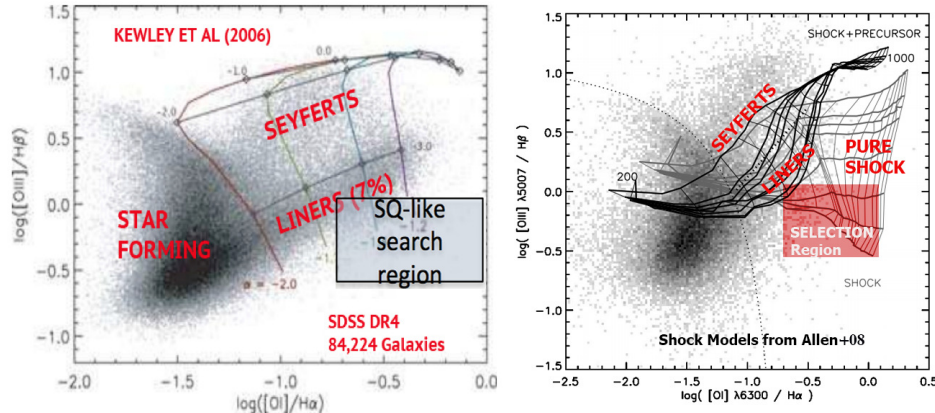 KEWLEY ET AL (2006)
0.0
-1.0
-2.0
SEYFERTS
-3.0
LINERS (7%)
STAR
FORMING
SQ-like
search
region
-1.2
α = -2.0
SDSS DR4
84,224 Galaxies
1.0
0.5
0.0
-0.5
-1.0
log([OIII]/Hβ)
-2.0
-1.5
-1.0
-0.5
0.0
log([OI]/Hα)
SHOCK+PRECURSOR
1000
SEYFERTS
LINERS
PURE
SHOCK
200
SELECTION
Region
SHOCK
Shock Models from Allen+08
1.5
1.0
0.5
0.0
-0.5
-1.0
log( [OIII] λ5007 / Hβ )
-2.5
-2.0
-1.5
-1.0
-0.5
0.0
0.5
log( [OI] λ6300 / Hα )